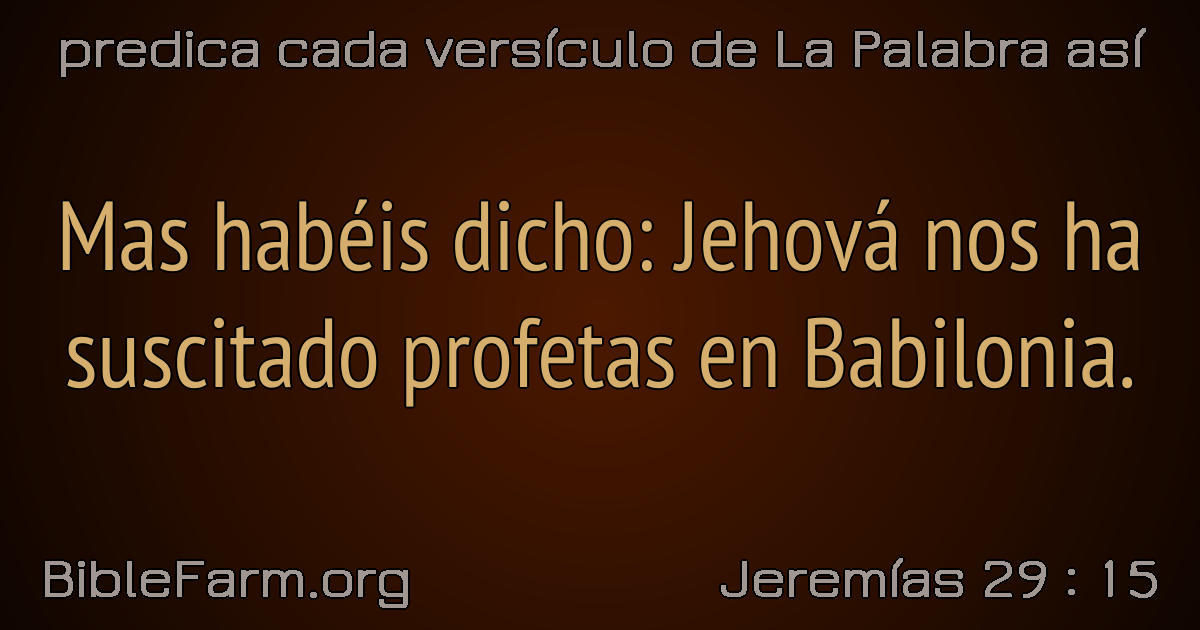 predica cada versículo de La Palabra así
Mas habéis dicho: Jehová nos ha
suscitado profetas en Babilonia.
BibleFarm.org
Jeremías 29 : 15